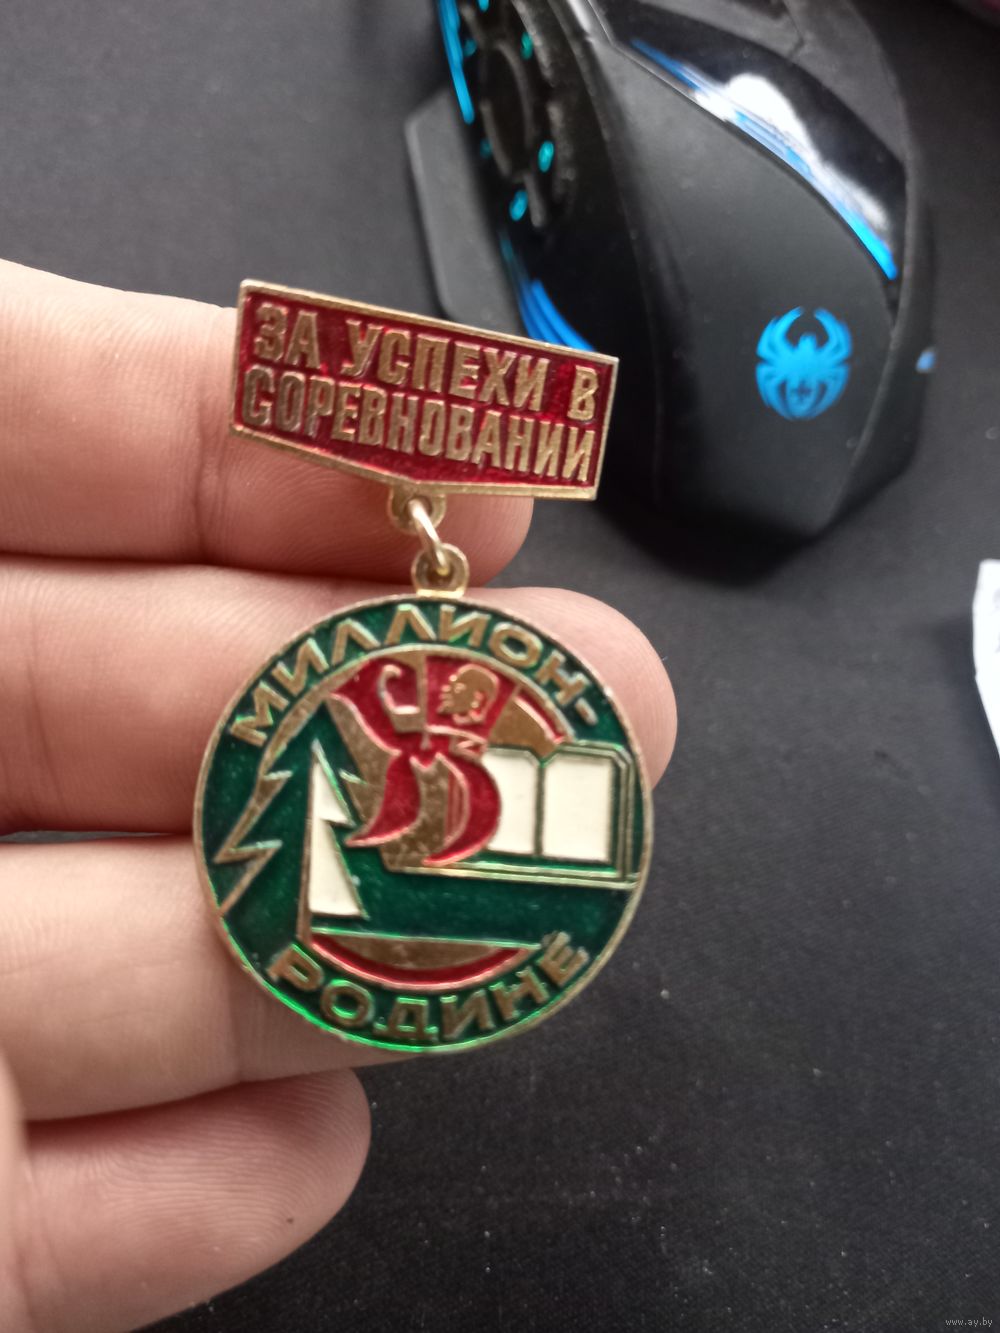 ЗА УСПЕХИ В
СОРЕВНОВАНИИ
МИЛЛИОН-
РОДИНЕ
www.ay.by